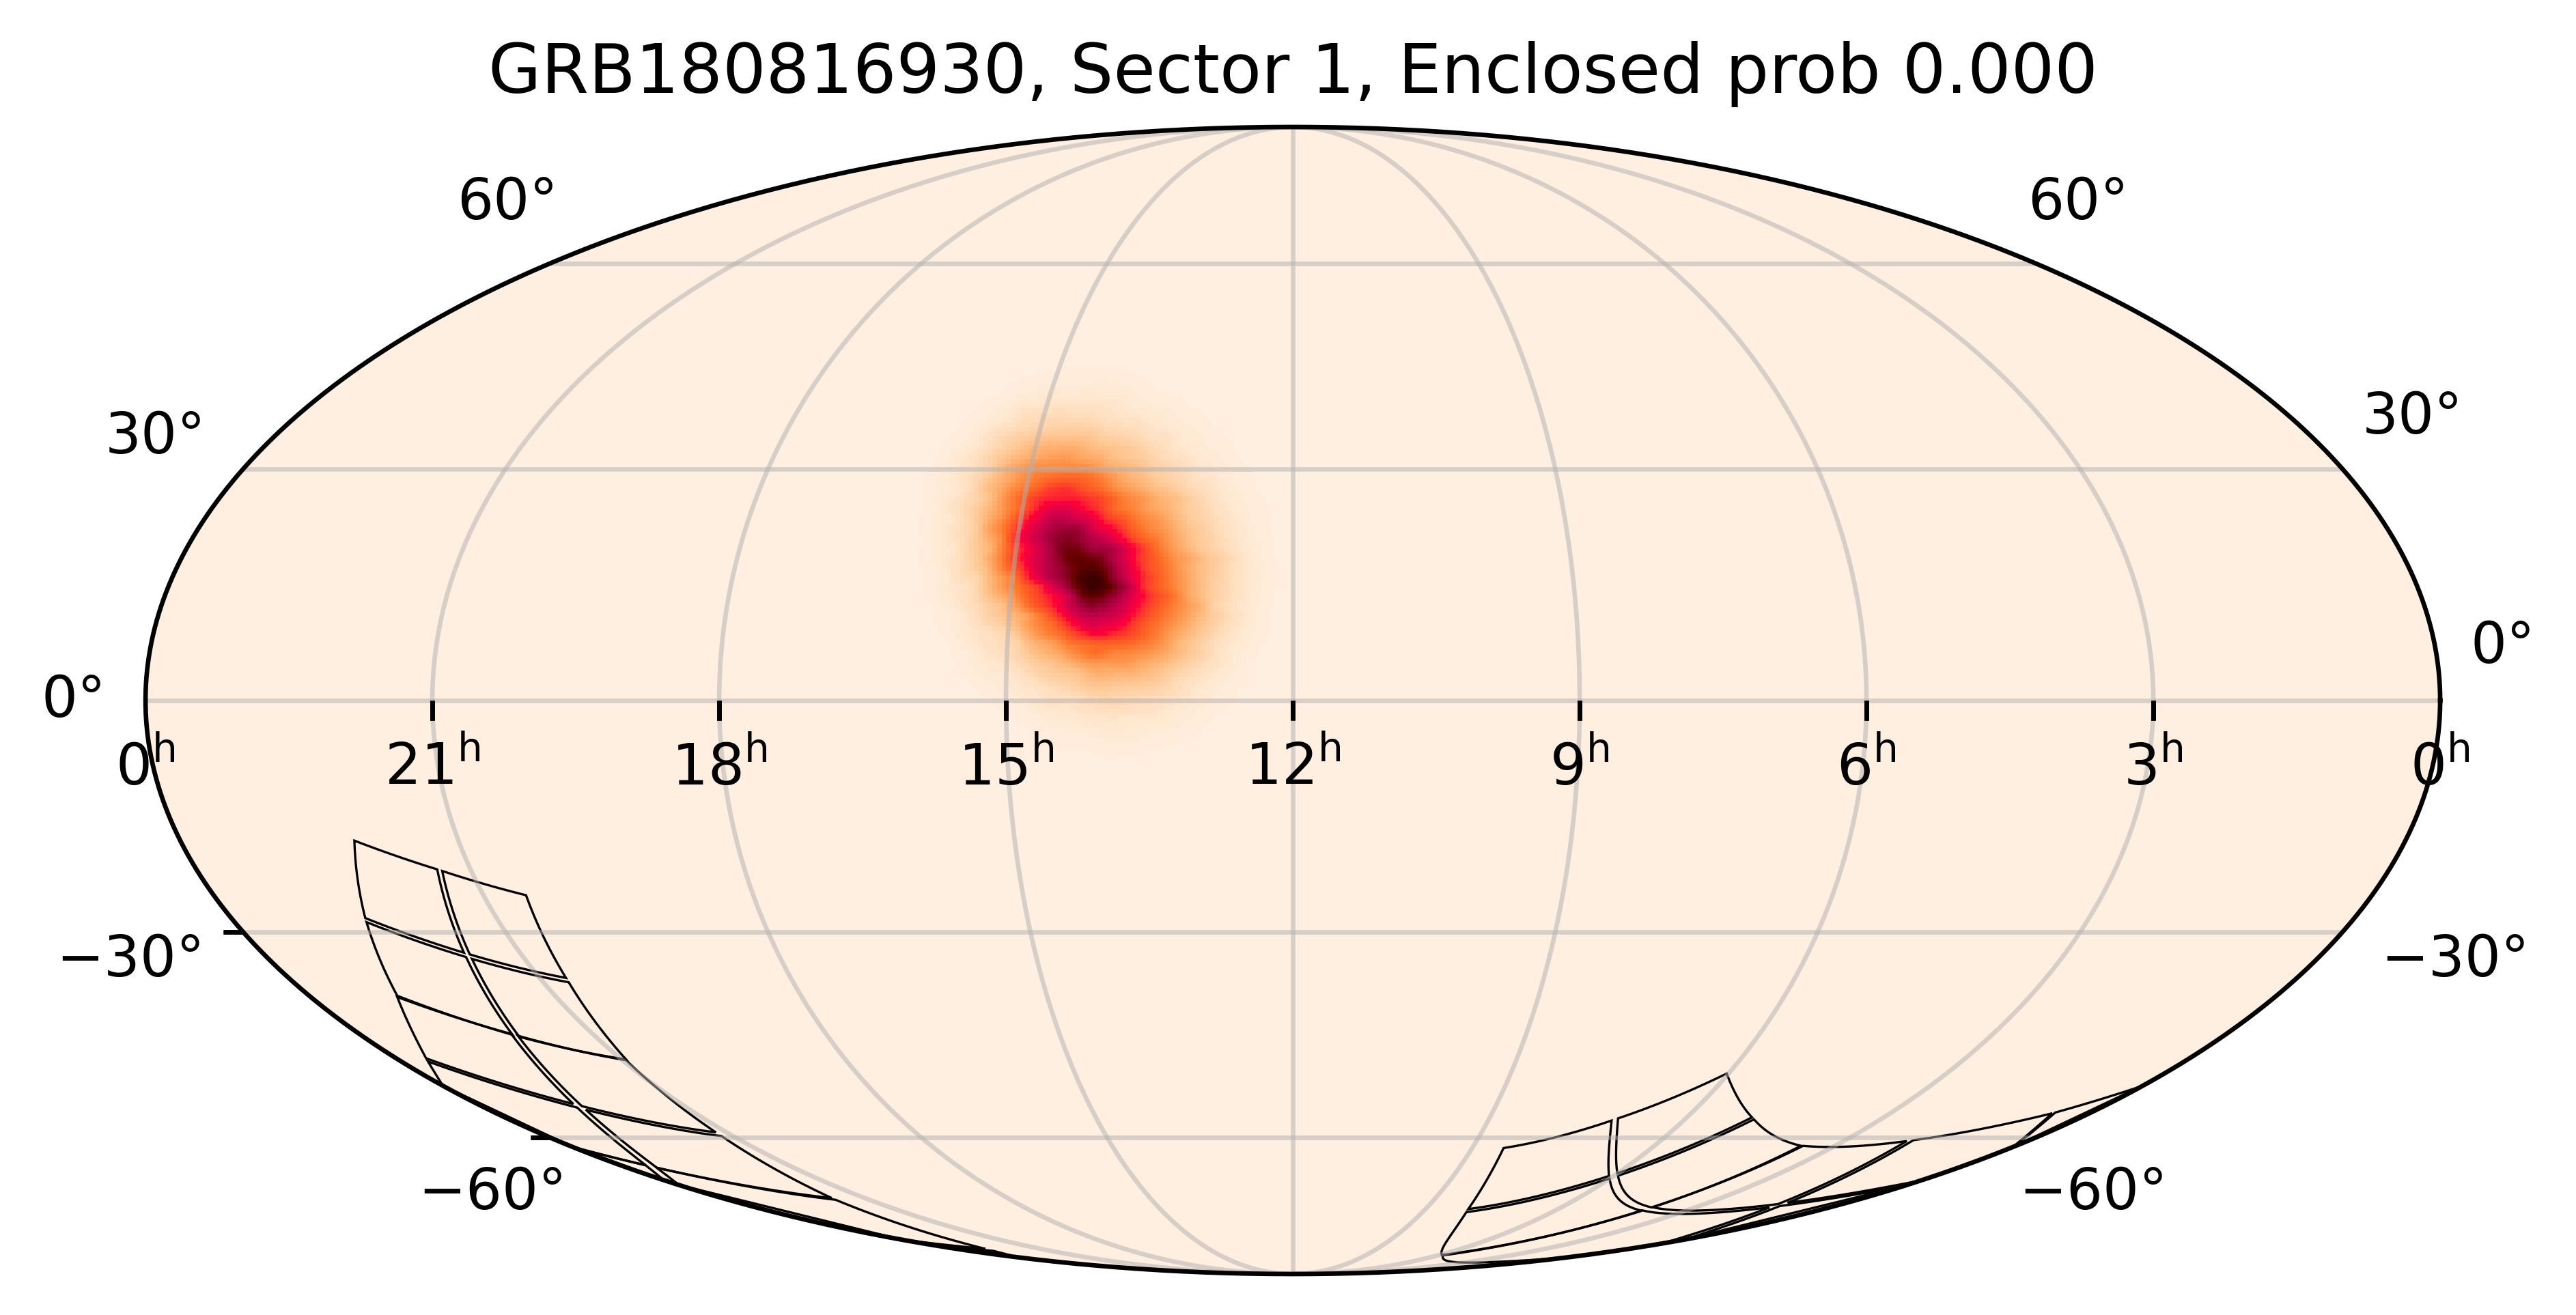 GRB180816930, Sector 1, Enclosed prob 0.000
60° 60°
30° 30°
0° 0°
0ʰ 21ʰ 18ʰ 15ʰ 12ʰ 9ʰ 6ʰ 3ʰ 0ʰ
−30° −30°
−60° −60°